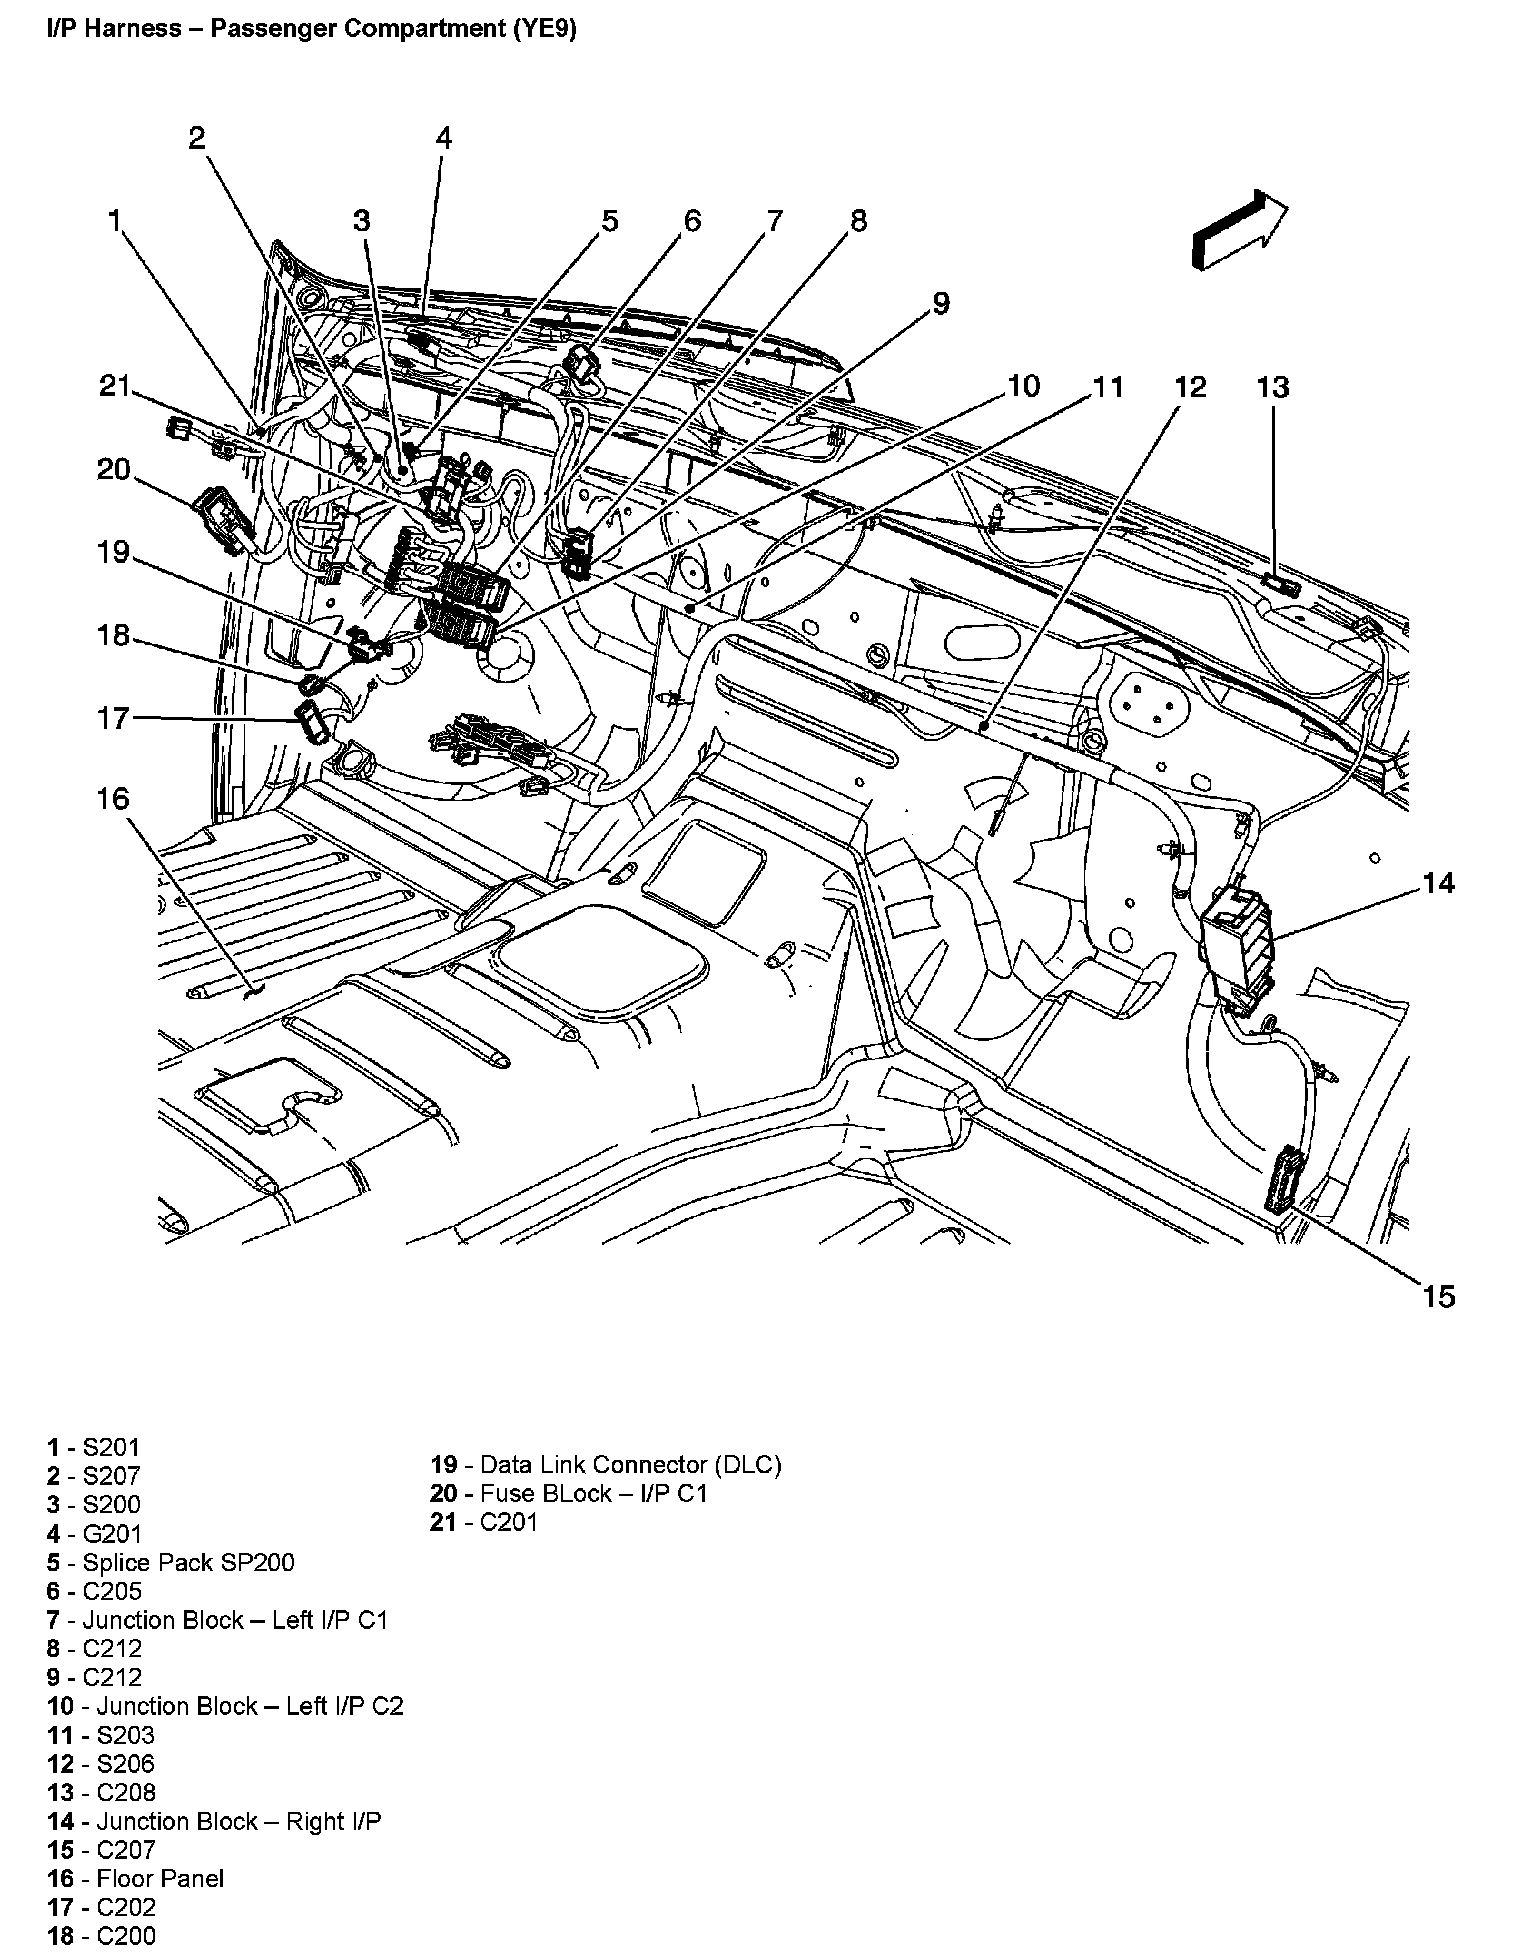 I/P Harness – Passenger Compartment (YE9)
2
4
1
3
5
6
7
8
9
21
10
11
12
13
20
19
18
17
16
14
15
1 - S201
2 - S207
3 - S200
4 - G201
5 - Splice Pack SP200
6 - C205
7 - Junction Block – Left I/P C1
8 - C212
9 - C212
10 - Junction Block – Left I/P C2
11 - S203
12 - S206
13 - C208
14 - Junction Block – Right I/P
15 - C207
16 - Floor Panel
17 - C202
18 - C200
19 - Data Link Connector (DLC)
20 - Fuse BLock – I/P C1
21 - C201